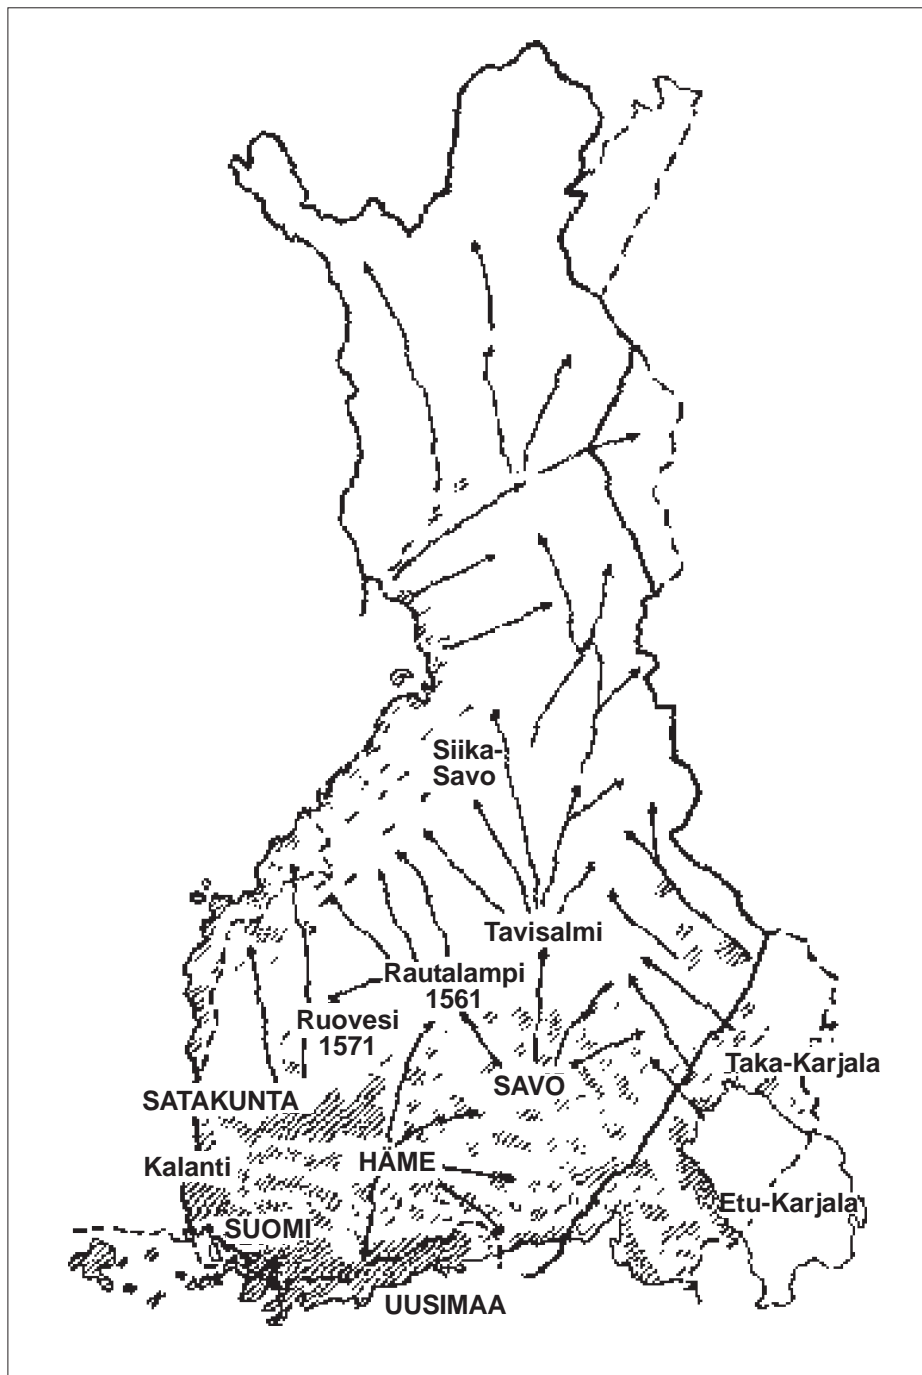 Siika-
Savo
Tavisalmi
Rautalampi
1561
Ruovesi
1571
Taka-Karjala
SAVO
SATAKUNTA
Kalanti
HÄME
Etu-Karjala
SUOMI
UUSIMAA